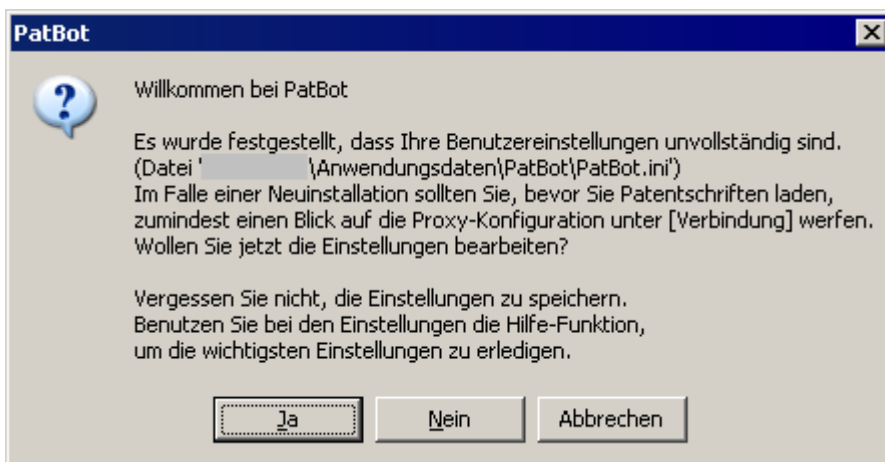 PatBot
Willkommen bei PatBot
Es wurde festgestellt, dass Ihre Benutzereinstellungen unvollständig sind.
(Datei ' \Anwendungsdaten\PatBot\PatBot.ini')
Im Falle einer Neuinstallation sollten Sie, bevor Sie Patentschriften laden,
zumindest einen Blick auf die Proxy-Konfiguration unter [Verbindung] werfen.
Wollen Sie jetzt die Einstellungen bearbeiten?
Vergessen Sie nicht, die Einstellungen zu speichern.
Benutzen Sie bei den Einstellungen die Hilfe-Funktion,
um die wichtigsten Einstellungen zu erledigen.
Ja Nein Abbrechen